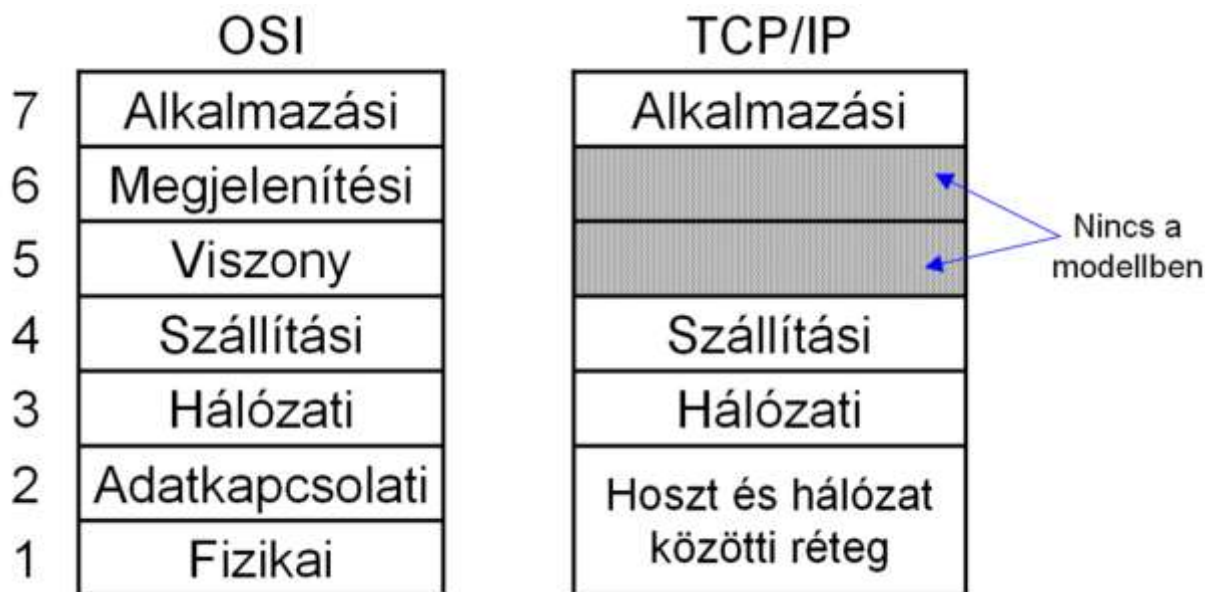 OSI
TCP/IP
7
Alkalmazási
Alkalmazási
6
Megjelenítési
5
Viszony
Nincs a
modellben
4
Szállítási
Szállítási
3
Hálózati
Hálózati
2
Adatkapcsolati
Hoszt és hálózat
közötti réteg
1
Fizikai